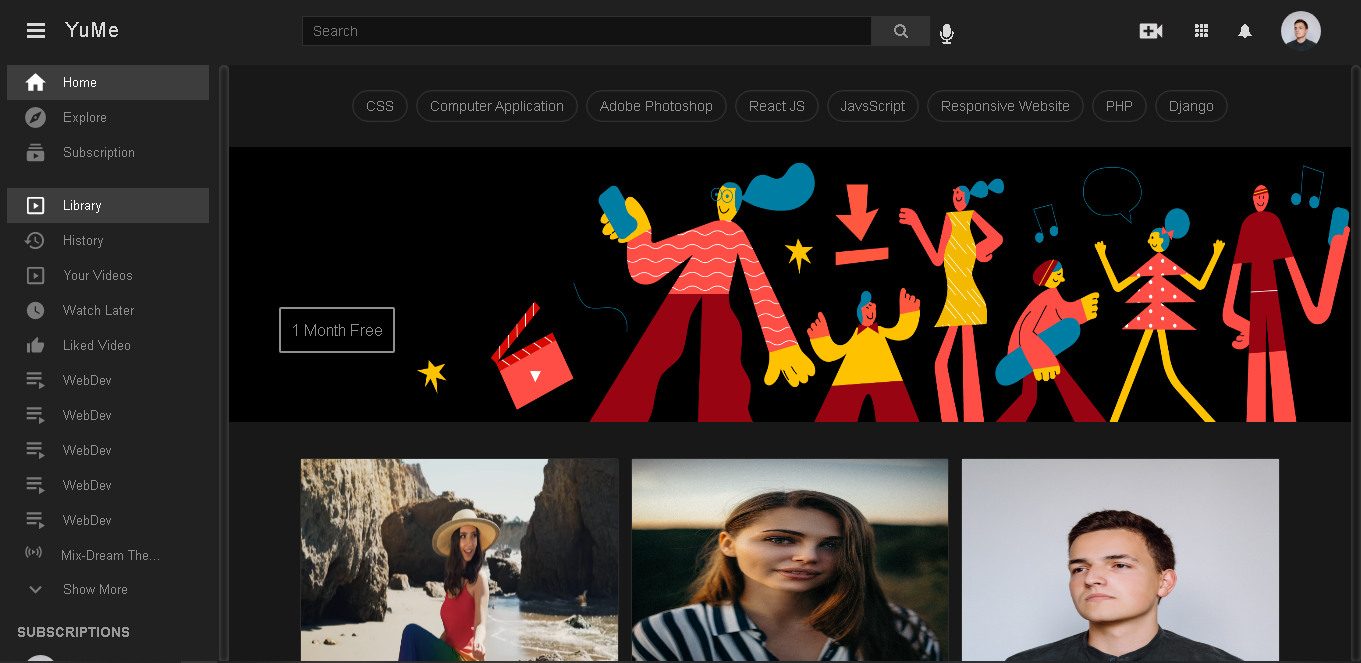 YuMe
Search
Home
Explore
Subscription
Library
History
Your Videos
Watch Later
Liked Video
WebDev
WebDev
WebDev
WebDev
WebDev
Mix-Dream The...
Show More
SUBSCRIPTIONS
CSS Computer Application Adobe Photoshop React JS JavsScript Responsive Website PHP Django
1 Month Free